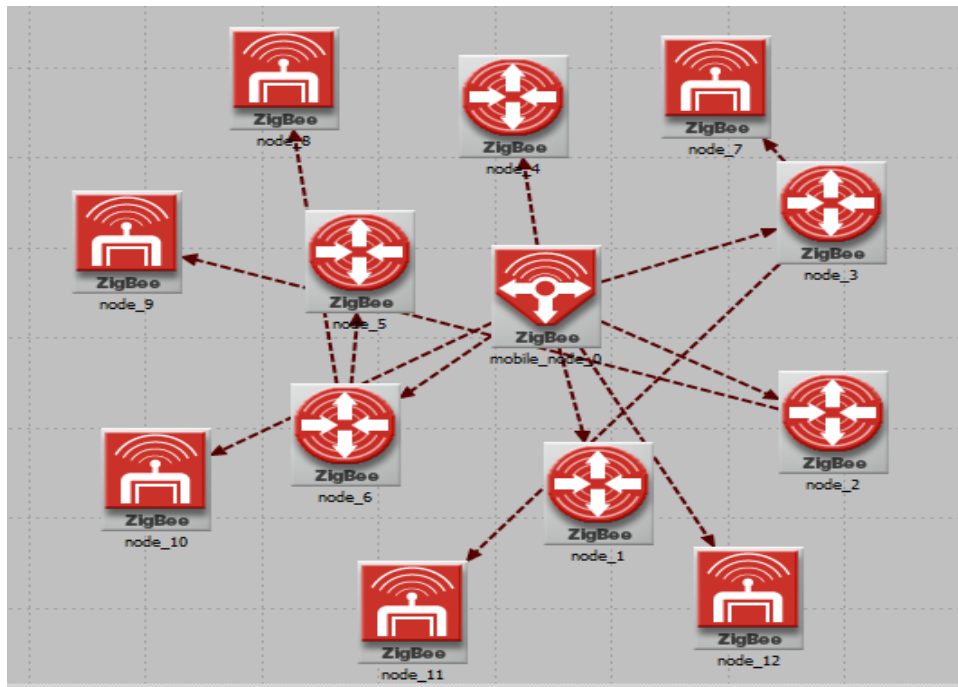 ZigBee
node_8
ZigBee
node_4
ZigBee
node_7
ZigBee
node_3
ZigBee
node_9
ZigBee
node_5
ZigBee
mobile_node_0
ZigBee
node_2
ZigBee
node_6
ZigBee
node_10
ZigBee
node_1
ZigBee
node_11
ZigBee
node_12